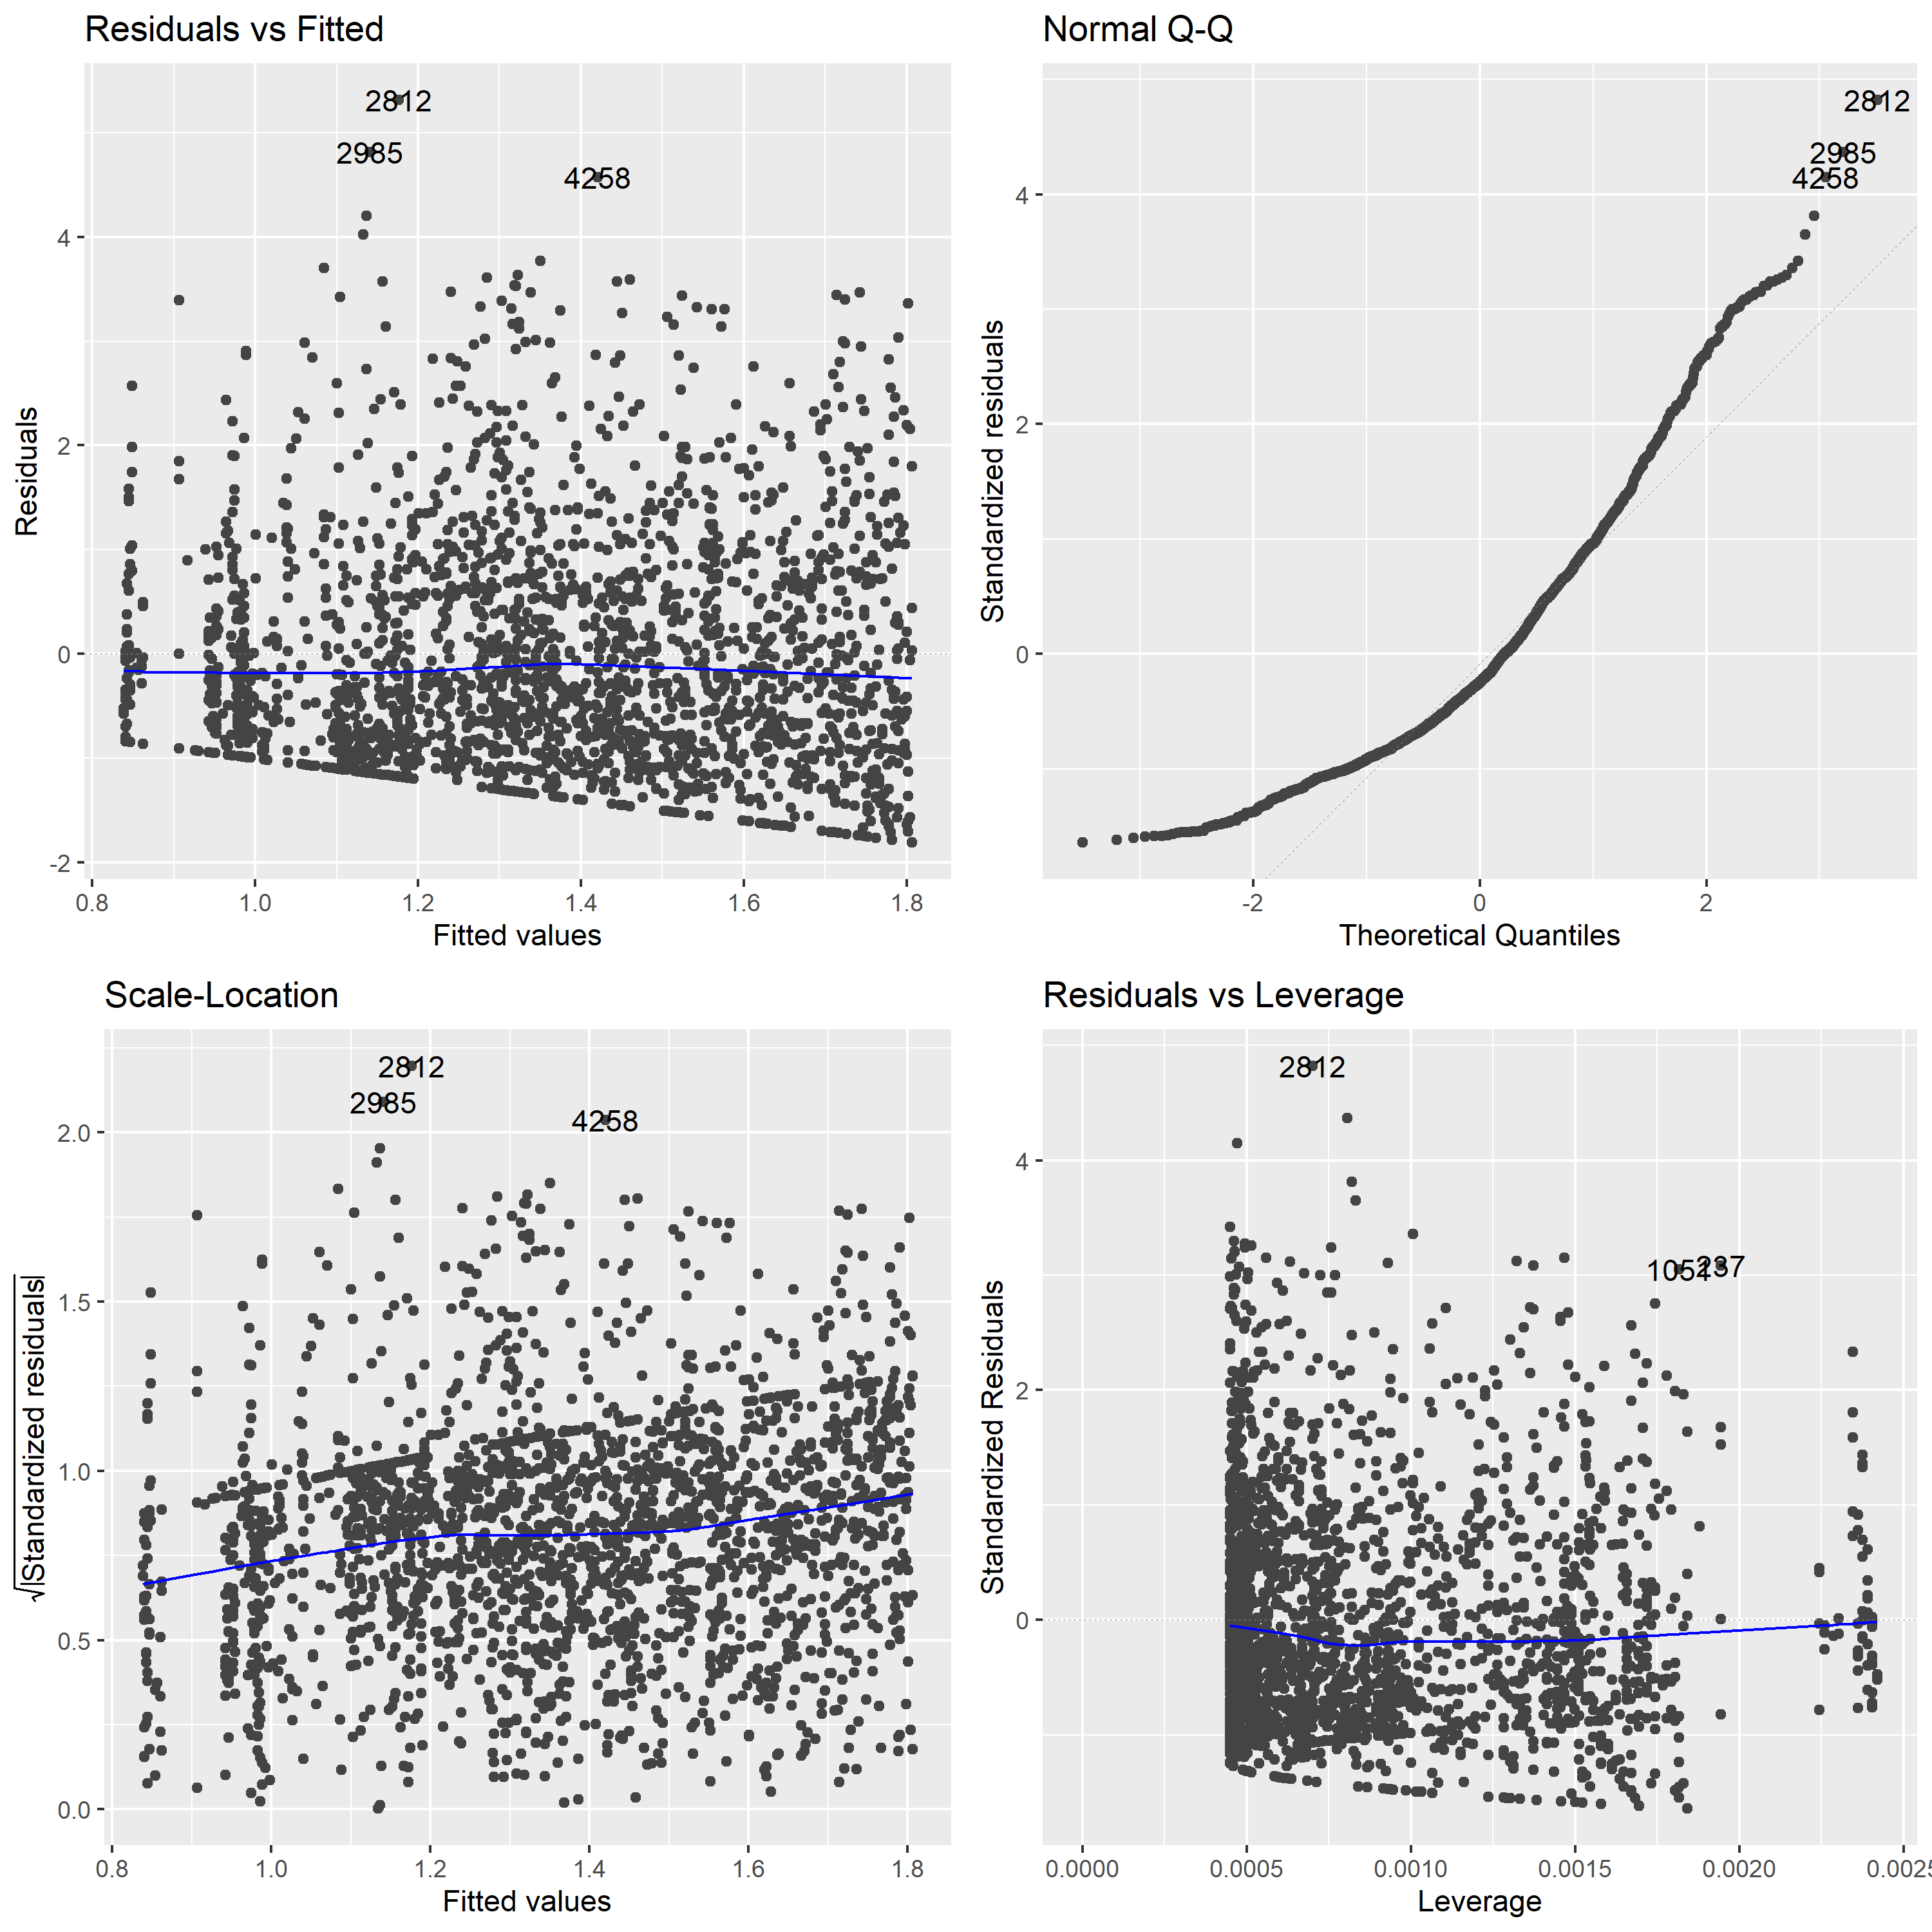 Residuals vs Fitted
2812
2985
4258
4
2
0
-2
0.8 1.0 1.2 1.4 1.6 1.8
Residuals
Fitted values
Normal Q-Q
2812
2985
4258
4
2
0
-2 0 2
Standardized residuals
Theoretical Quantiles
Scale-Location
2812
2985
4258
2.0
1.5
1.0
0.5
0.0
0.8 1.0 1.2 1.4 1.6 1.8
√|Standardized residuals|
Fitted values
Residuals vs Leverage
2812
237
4
2
0
0.0000 0.0005 0.0010 0.0015 0.0020 0.0025
Standardized Residuals
Leverage